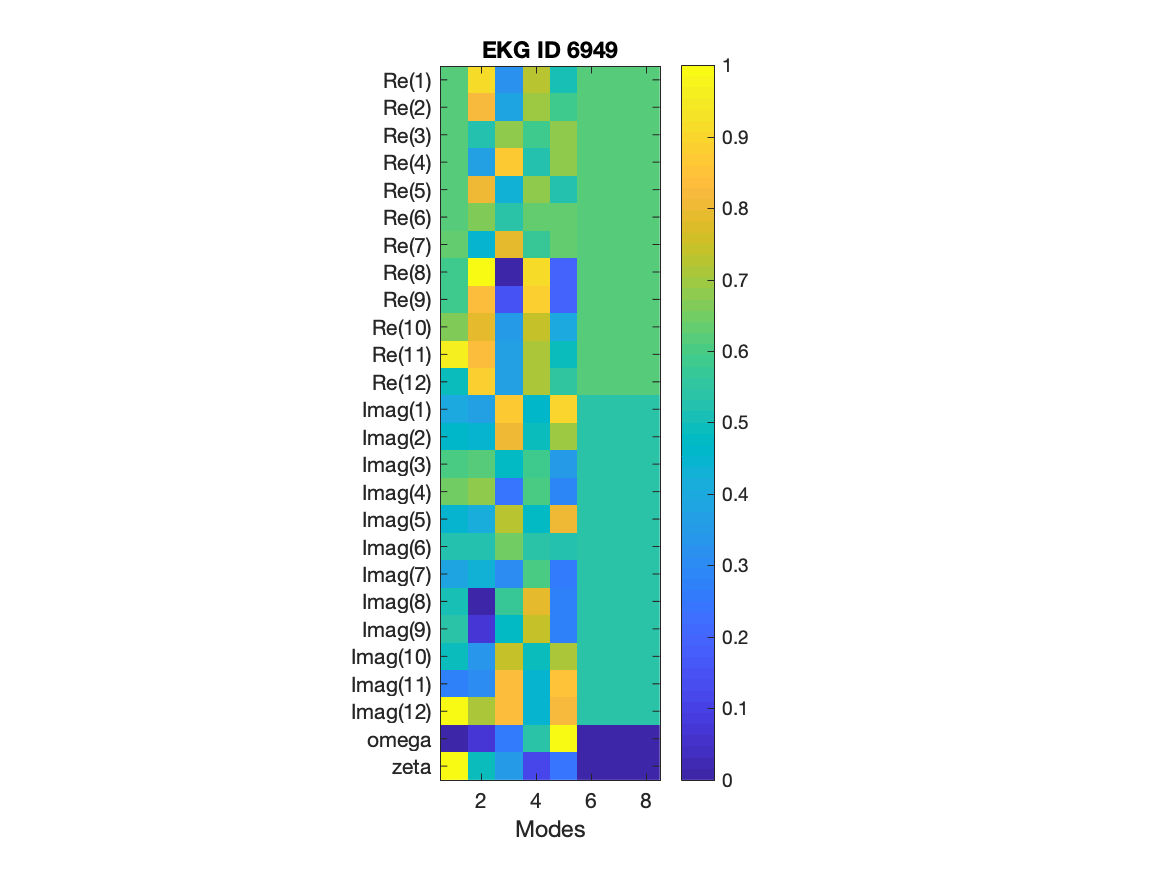 EKG ID 6949
Re(1)
Re(2)
Re(3)
Re(4)
Re(5)
Re(6)
Re(7)
Re(8)
Re(9)
Re(10)
Re(11)
Re(12)
Imag(1)
Imag(2)
Imag(3)
Imag(4)
Imag(5)
Imag(6)
Imag(7)
Imag(8)
Imag(9)
Imag(10)
Imag(11)
Imag(12)
omega
zeta
2 4 6 8
Modes
1
0.9
0.8
0.7
0.6
0.5
0.4
0.3
0.2
0.1
0